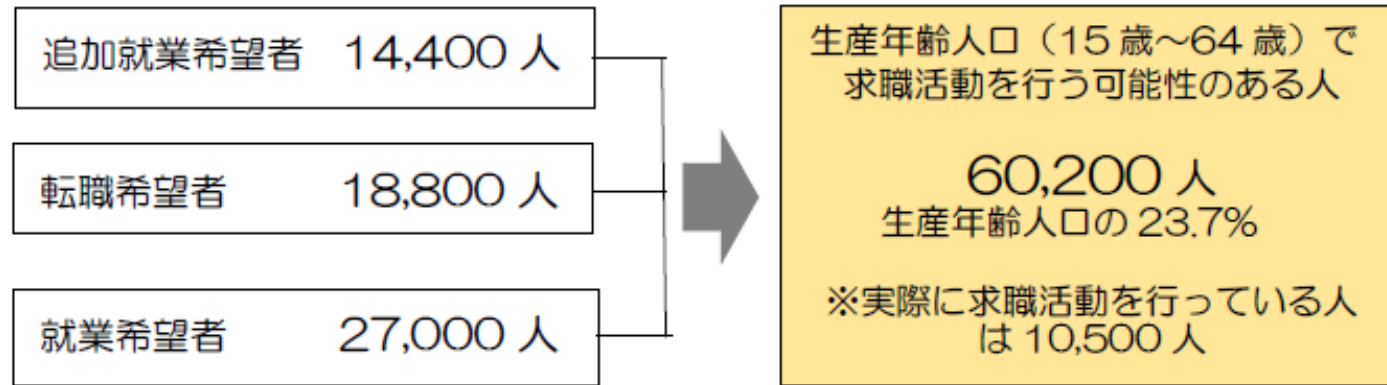 追加就業希望者 14,400 人
転職希望者 18,800 人
就業希望者 27,000 人
生産年齢人口（15 歳～64 歳）で
求職活動を行う可能性のある人
60,200 人
生産年齢人口の 23.7%
※実際に求職活動を行っている人
は 10,500 人